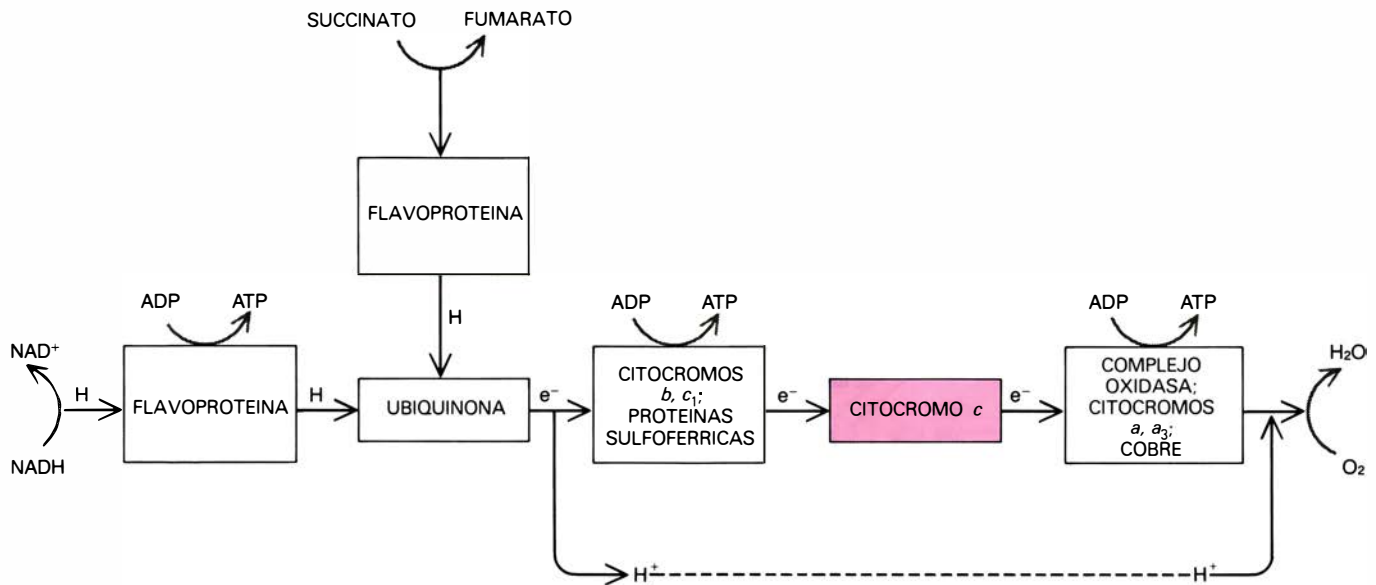 SUCCINATO FUMARATO
FLAVOPROTEINA
H
ADP ATP
ADP ATP
ADP ATP
NAD⁺
H
NADH
FLAVOPROTEINA
H
UBIQUINONA
e⁻
CITOCROMOS
b, c₁;
PROTEINAS
SULFOFERRICAS
e⁻
CITOCROMO c
e⁻
COMPLEJO
OXIDASA;
CITOCROMOS
a, a₃;
COBRE
H₂O
O₂
H⁺ H⁺